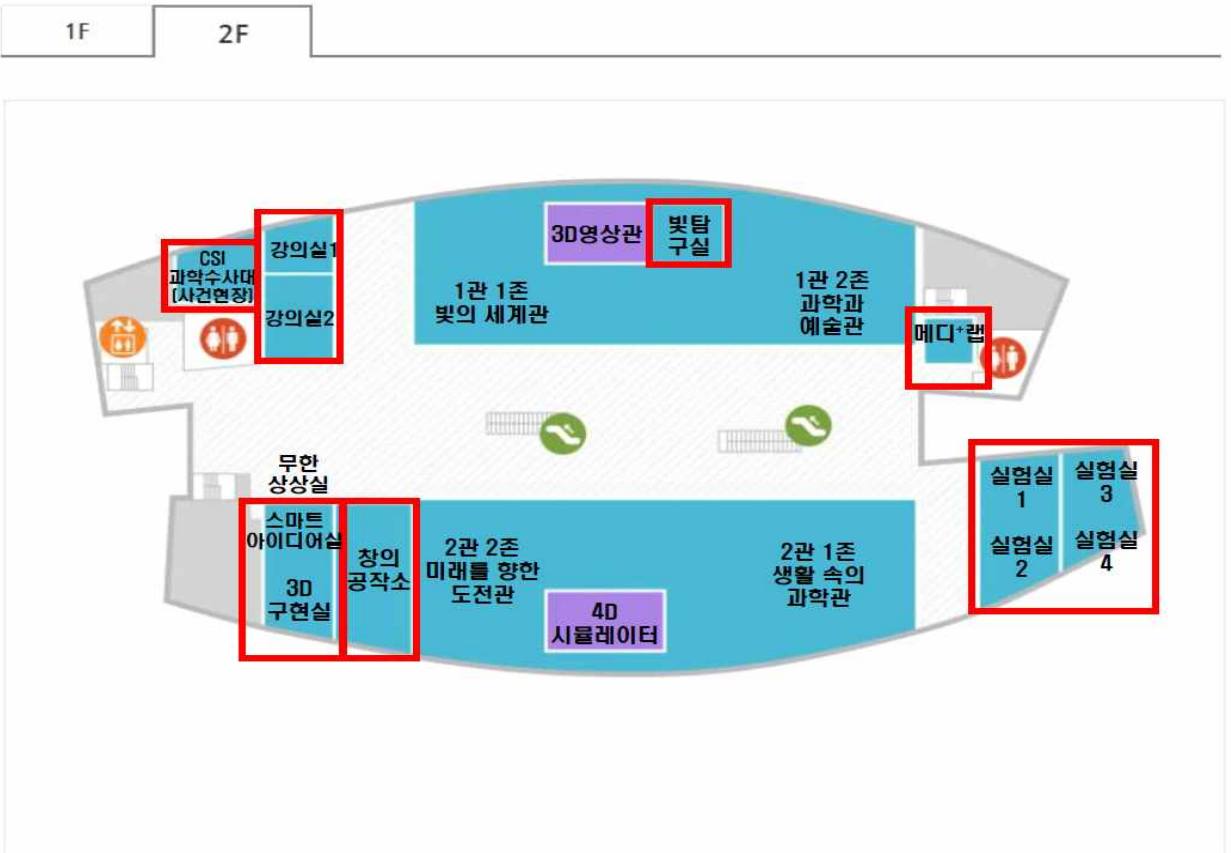 1F
2F
3D영상관
빛탐
구실
강의실1
CSI
과학수사대
(사건현장)
강의실2
1관 1존
빛의 세계관
1관 2존
과학과
예술관
메디+랩
무한
상상실
스마트
아이디어실
3D
구현실
창의
공작소
2관 2존
미래를 향한
도전관
4D
시뮬레이터
2관 1존
생활 속의
과학관
실험실
1
실험실
2
실험실
3
실험실
4